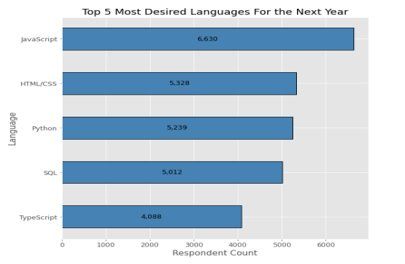 Top 5 Most Desired Languages For the Next Year
JavaScript
6,630
HTML/CSS
5,328
Python
5,239
SQL
5,012
TypeScript
4,088
Language
0 1000 2000 3000 4000 5000 6000
Respondent Count